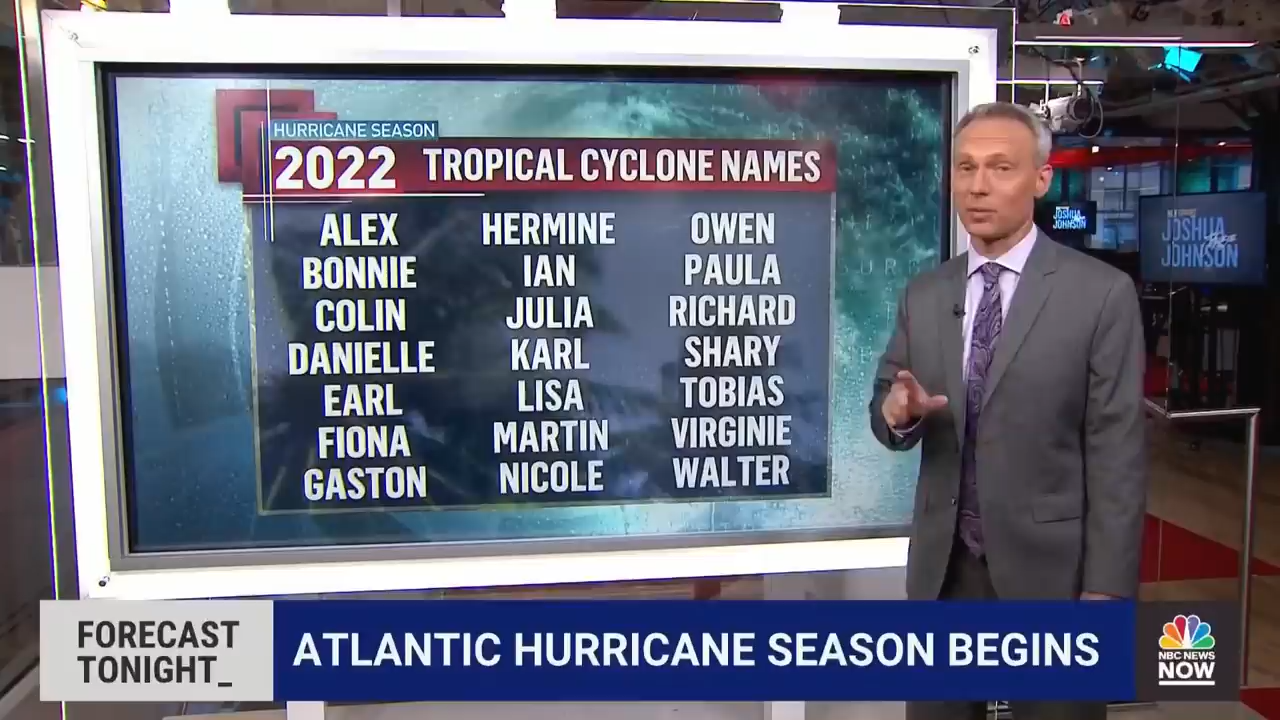 HURRICANE SEASON
2022 TROPICAL CYCLONE NAMES
ALEX
BONNIE
COLIN
DANIELLE
EARL
FIONA
GASTON
HERMINE
IAN
JULIA
KARL
LISA
MARTIN
NICOLE
OWEN
PAULA
RICHARD
SHARY
TOBIAS
VIRGINIE
WALTER
JOSHUA
JOHNSON
JOSHUA
JOHNSON
FORECAST
TONIGHT_
ATLANTIC HURRICANE SEASON BEGINS
NBC NEWS
NOW